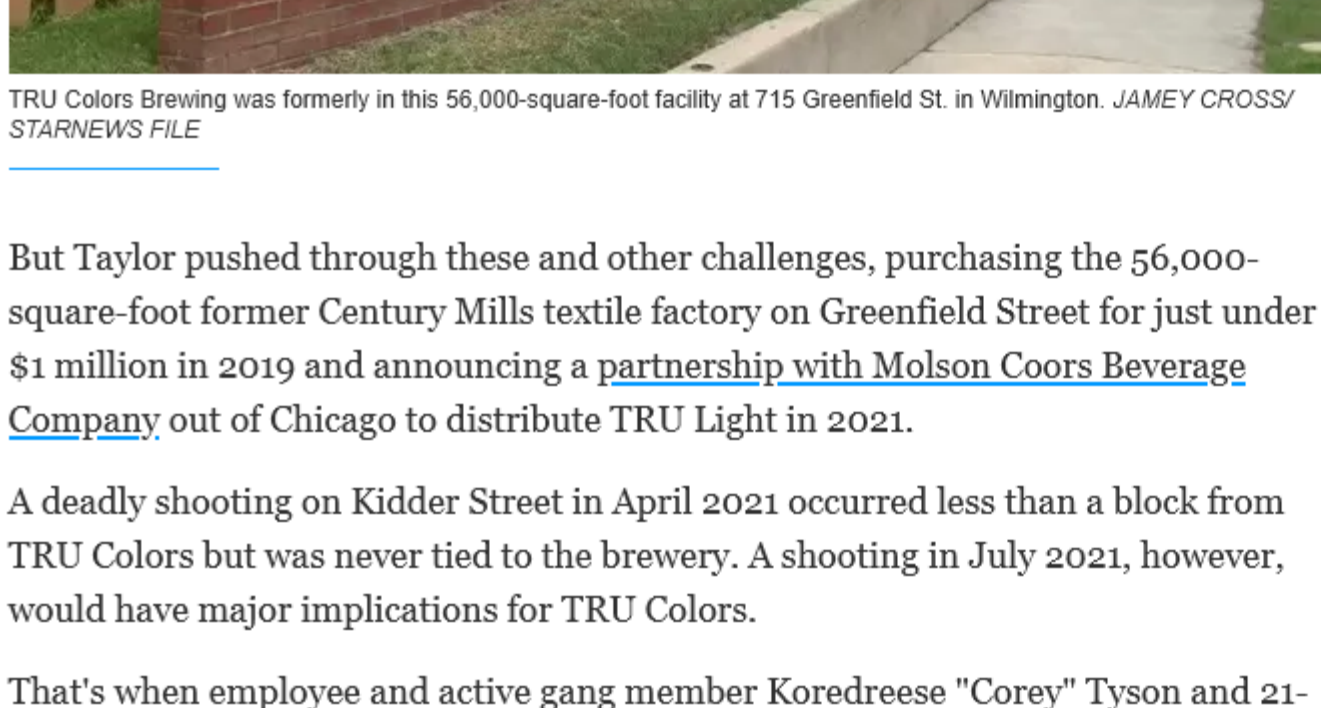 TRU Colors Brewing was formerly in this 56,000-square-foot facility at 715 Greenfield St. in Wilmington. JAMEY CROSS/
STARNEWS FILE
But Taylor pushed through these and other challenges, purchasing the 56,000-
square-foot former Century Mills textile factory on Greenfield Street for just under
$1 million in 2019 and announcing a partnership with Molson Coors Beverage
Company out of Chicago to distribute TRU Light in 2021.
A deadly shooting on Kidder Street in April 2021 occurred less than a block from
TRU Colors but was never tied to the brewery. A shooting in July 2021, however,
would have major implications for TRU Colors.
That's when employee and active gang member Koredreese "Corey" Tyson and 21-